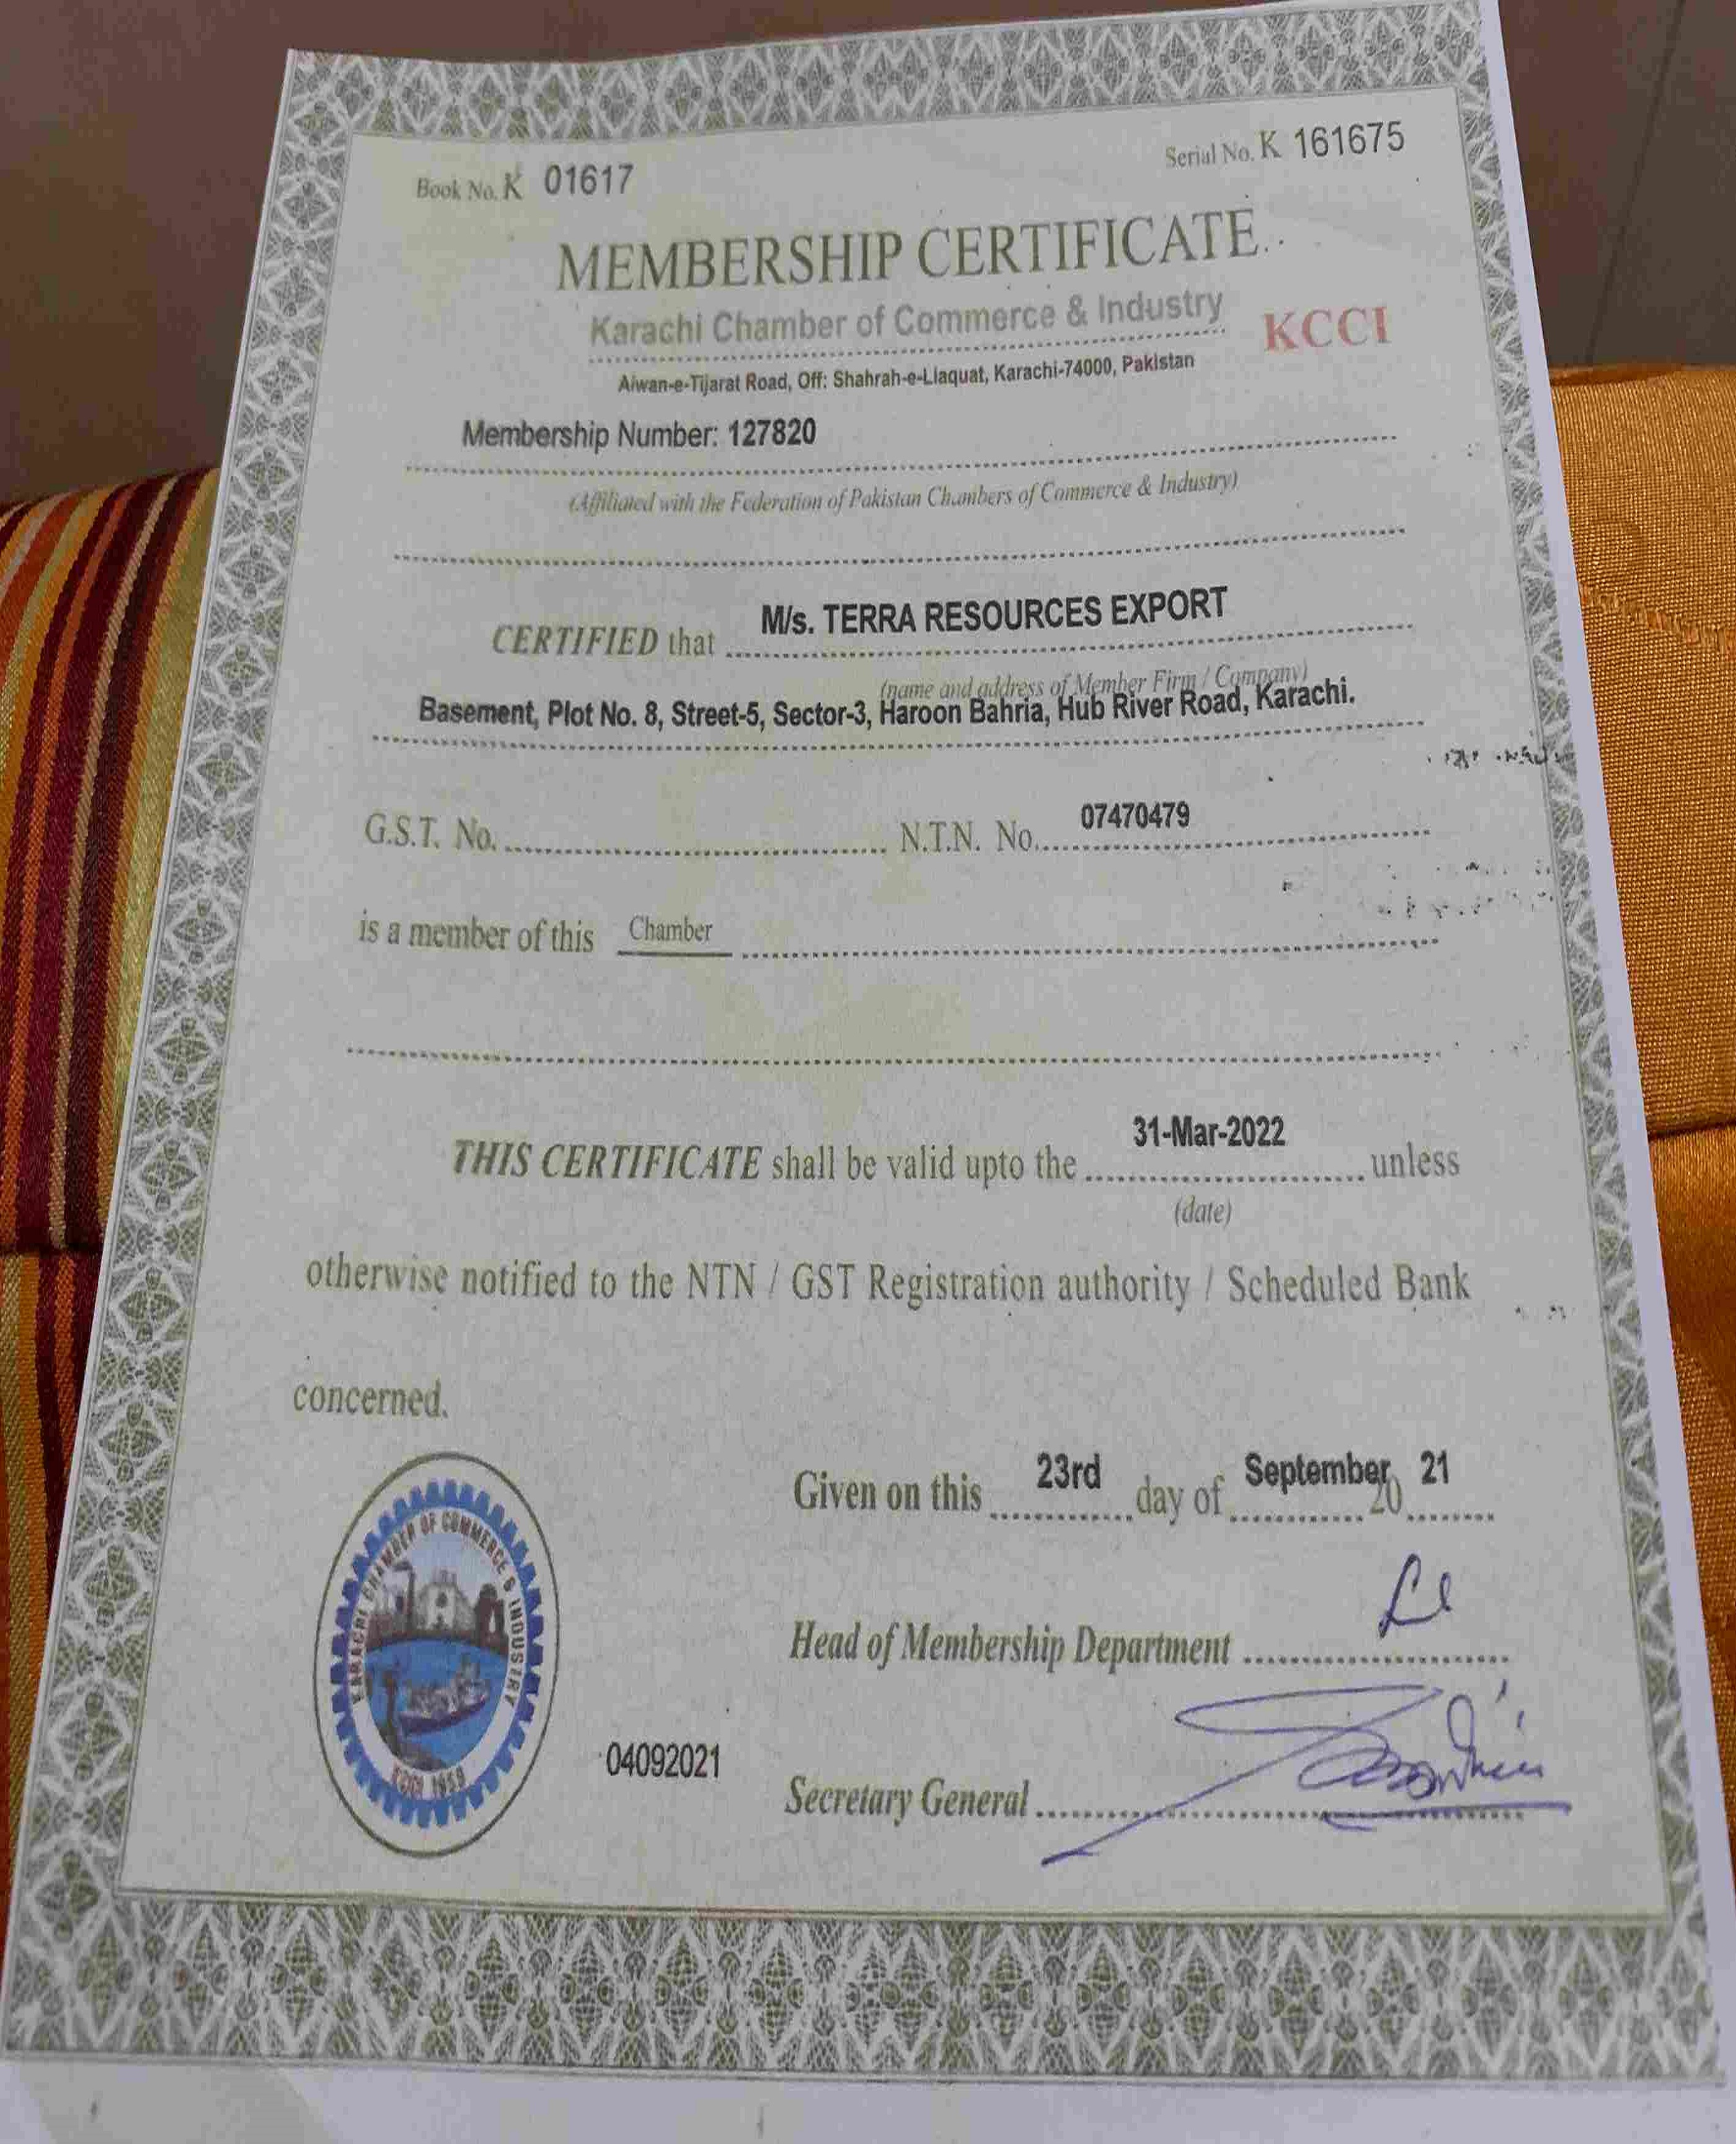 Book No. K 01617
Serial No. K 161675
MEMBERSHIP CERTIFICATE
Karachi Chamber of Commerce & Industry
KCCI
Aiwan-e-Tijarat Road, Off: Shahrah-e-Liaquat, Karachi-74000, Pakistan
Membership Number: 127820
(Affiliated with the Federation of Pakistan Chambers of Commerce & Industry)
CERTIFIED that M/s. TERRA RESOURCES EXPORT
(name and address of Member Firm / Company)
Basement, Plot No. 8, Street-5, Sector-3, Haroon Bahria, Hub River Road, Karachi.
G.S.T. No. N.T.N. No. 07470479
is a member of this Chamber
THIS CERTIFICATE shall be valid upto the 31-Mar-2022 unless
(date)
otherwise notified to the NTN / GST Registration authority / Scheduled Bank
concerned.
Given on this 23rd day of September 20 21
KARACHI CHAMBER OF COMMERCE & INDUSTRY
Head of Membership Department
04092021
Secretary General